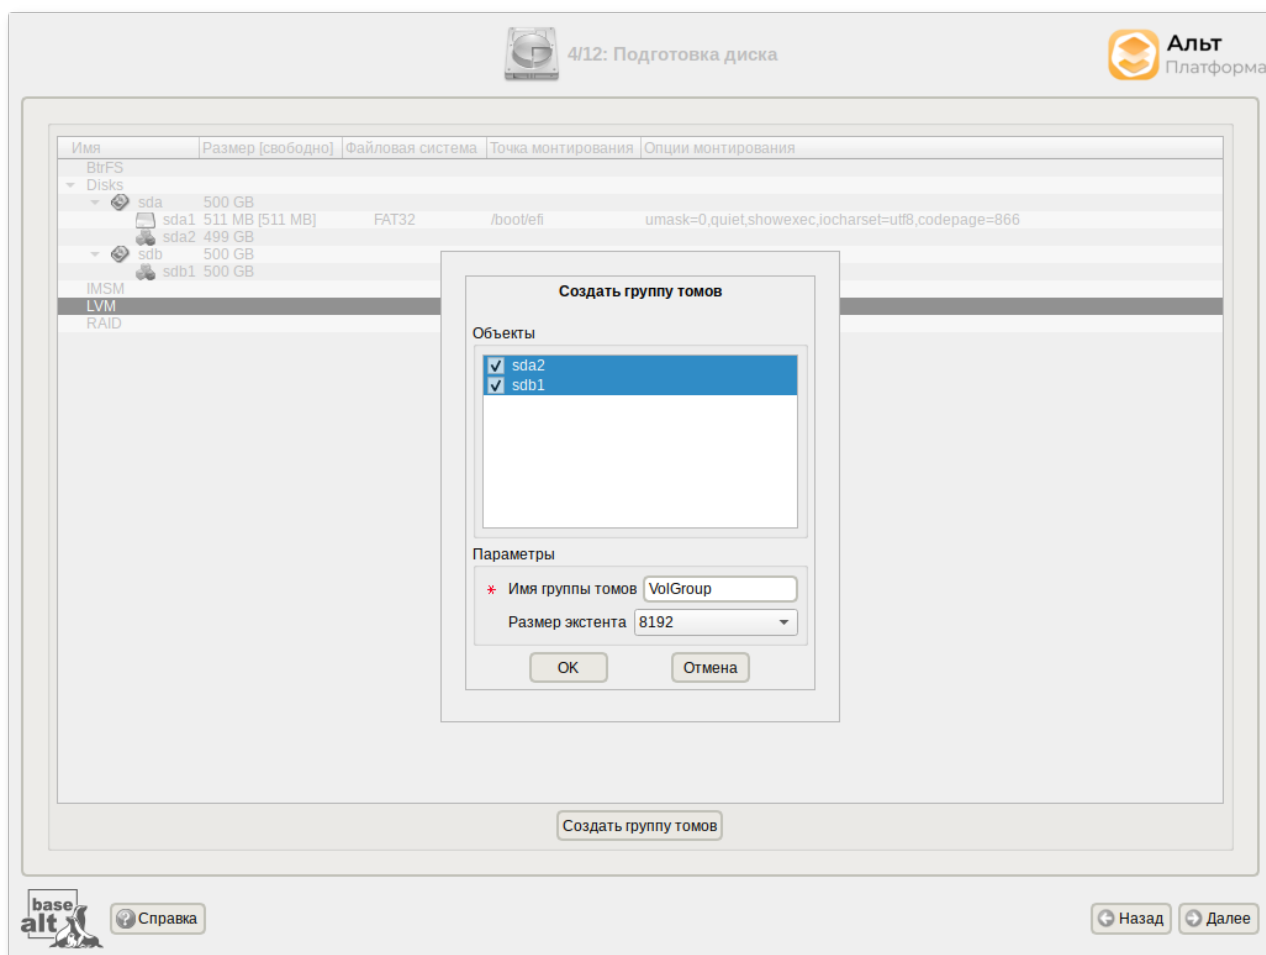 4/12: Подготовка диска
Альт
Платформа
Имя Размер [свободно] Файловая система Точка монтирования Опции монтирования
BtrFS
Disks
sda 500 GB
sda1 511 MB [511 MB] FAT32 /boot/efi umask=0,quiet,showexec,iocharset=utf8,codepage=866
sda2 499 GB
sdb 500 GB
sdb1 500 GB
IMSM
LVM
RAID
Создать группу томов
Объекты
sda2
sdb1
Параметры
* Имя группы томов VolGroup
Размер экстента 8192
OK Отмена
Создать группу томов
base
alt
Справка
Назад Далее